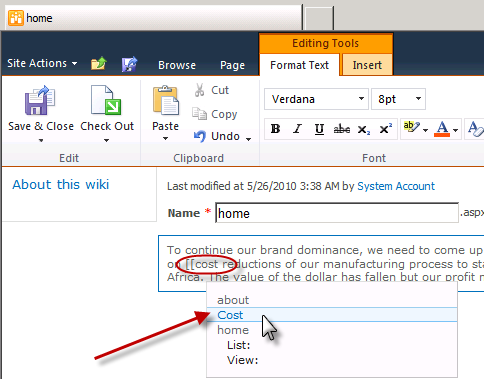 home
Editing Tools
Site Actions Browse Page Format Text Insert
Save & Close Check Out Paste Cut Copy Undo
Verdana 8pt
B I U abc x₂ x² ab A A
Edit Clipboard Font
About this wiki
Last modified at 5/26/2010 3:38 AM by System Account
Name * home .aspx
To continue our brand dominance, we need to come up
on [[cost reductions of our manufacturing process to sta
Africa. The value of the dollar has fallen but our profit m
about
Cost
home
List:
View: